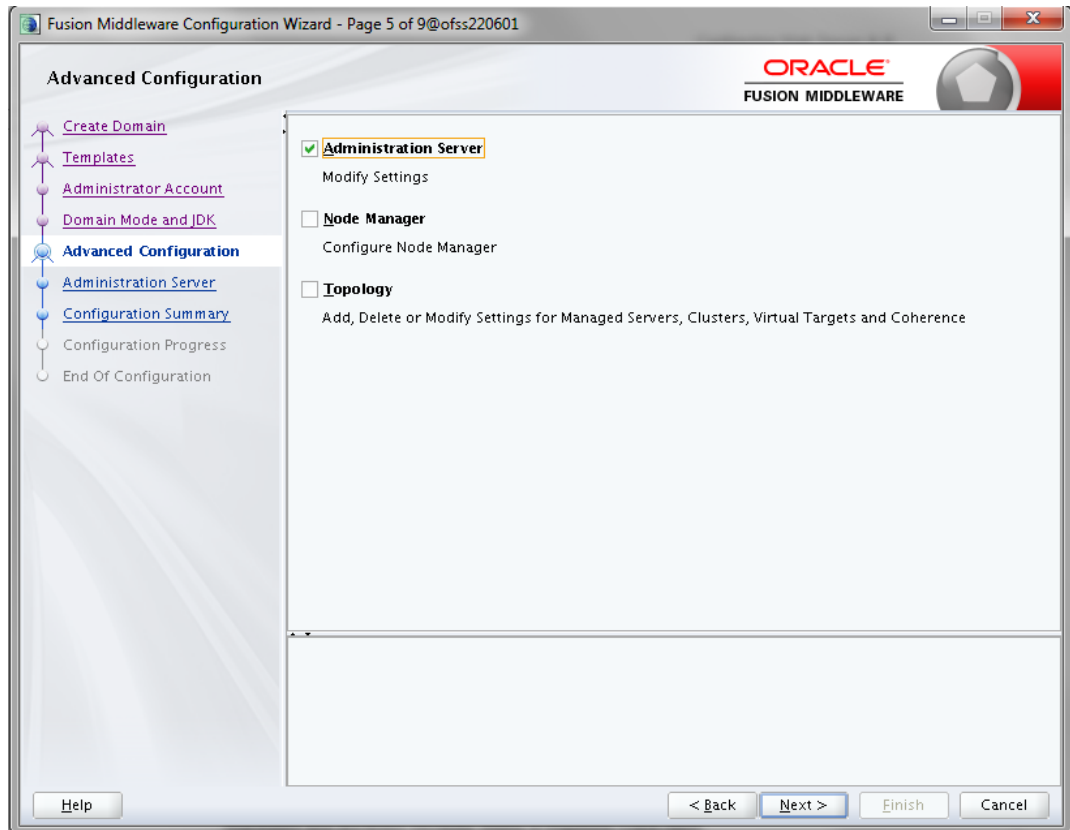 Fusion Middleware Configuration Wizard - Page 5 of 9@ofss220601
Advanced Configuration
ORACLE
FUSION MIDDLEWARE
Create Domain
Templates
Administrator Account
Domain Mode and JDK
Advanced Configuration
Administration Server
Configuration Summary
Configuration Progress
End Of Configuration
Administration Server
Modify Settings
Node Manager
Configure Node Manager
Topology
Add, Delete or Modify Settings for Managed Servers, Clusters, Virtual Targets and Coherence
Help
< Back
Next >
Finish
Cancel